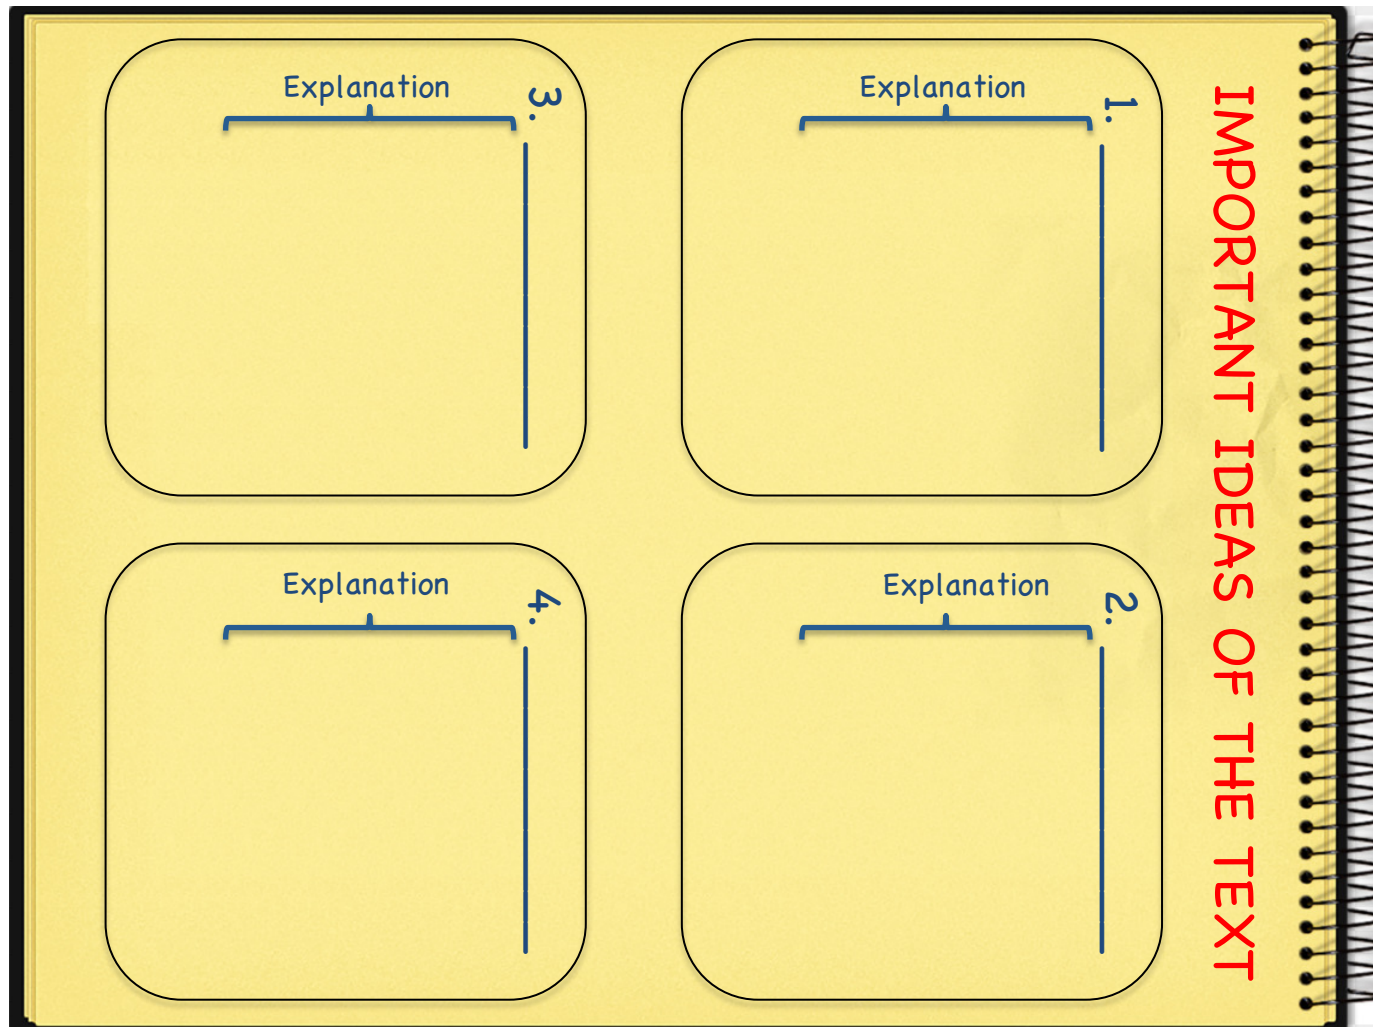 IMPORTANT IDEAS OF THE TEXT
1.
Explanation
2.
Explanation
3.
Explanation
4.
Explanation